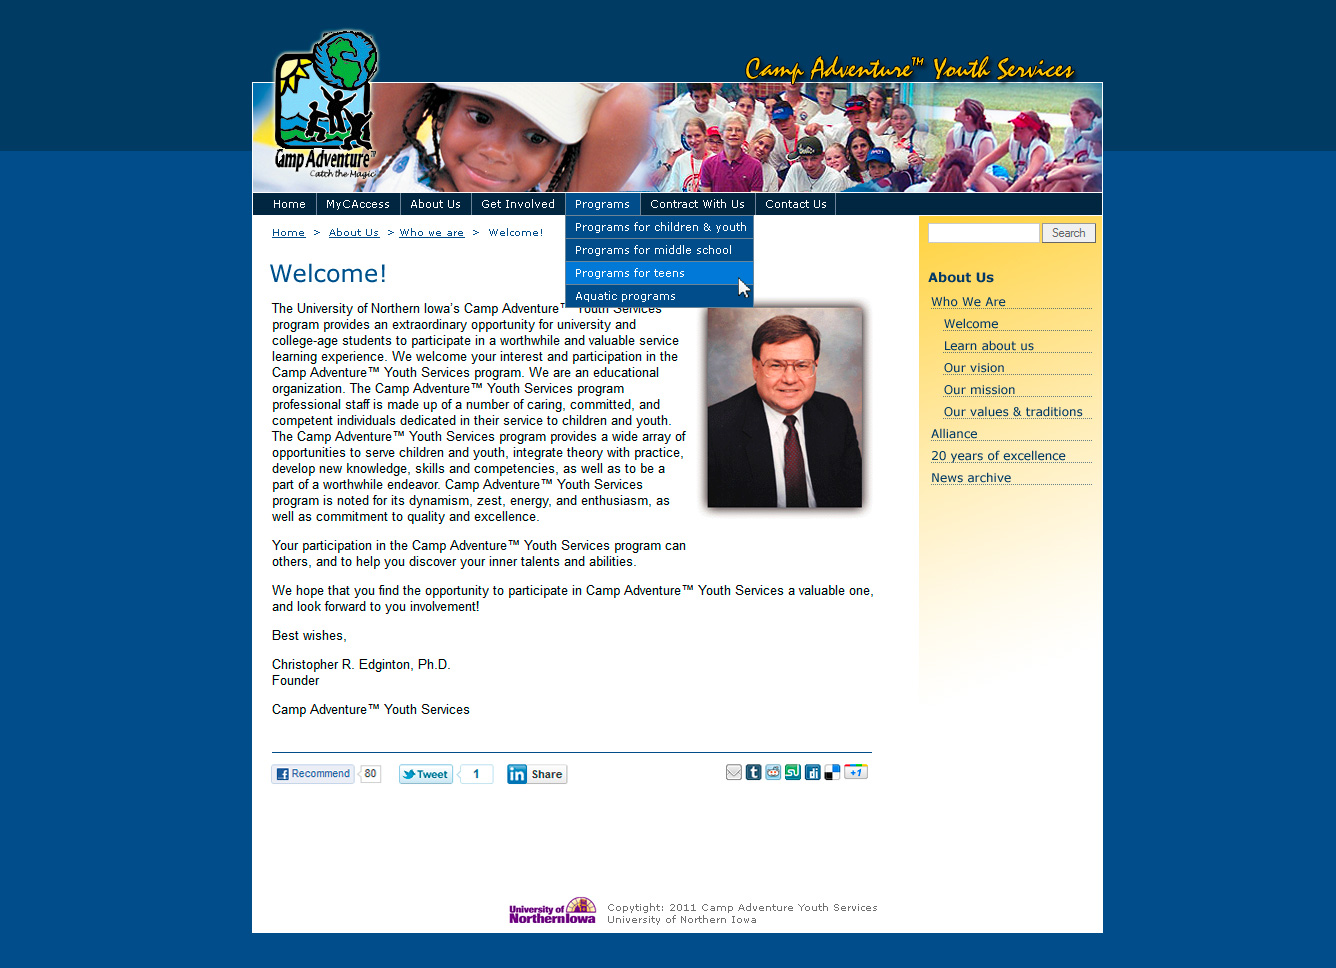 Camp Adventure™ Youth Services
Camp Adventure™
Catch the Magic
Home
MyCAccess
About Us
Get Involved
Programs
Contract With Us
Contact Us
Programs for children & youth
Programs for middle school
Programs for teens
Aquatic programs
Home > About Us > Who we are > Welcome!
Search
Welcome!
The University of Northern Iowa's Camp Adventure™ Youth Services
program provides an extraordinary opportunity for university and
college-age students to participate in a worthwhile and valuable service
learning experience. We welcome your interest and participation in the
Camp Adventure™ Youth Services program. We are an educational
organization. The Camp Adventure™ Youth Services program
professional staff is made up of a number of caring, committed, and
competent individuals dedicated in their service to children and youth.
The Camp Adventure™ Youth Services program provides a wide array of
opportunities to serve children and youth, integrate theory with practice,
develop new knowledge, skills and competencies, as well as to be a
part of a worthwhile endeavor. Camp Adventure™ Youth Services
program is noted for its dynamism, zest, energy, and enthusiasm, as
well as commitment to quality and excellence.
Your participation in the Camp Adventure™ Youth Services program can
others, and to help you discover your inner talents and abilities.
We hope that you find the opportunity to participate in Camp Adventure™ Youth Services a valuable one,
and look forward to you involvement!
Best wishes,
Christopher R. Edginton, Ph.D.
Founder
Camp Adventure™ Youth Services
About Us
Who We Are
Welcome
Learn about us
Our vision
Our mission
Our values & traditions
Alliance
20 years of excellence
News archive
Recommend 80
Tweet 1
in Share
+1
University of
Northern Iowa
Copytight: 2011 Camp Adventure Youth Services
University of Northern Iowa